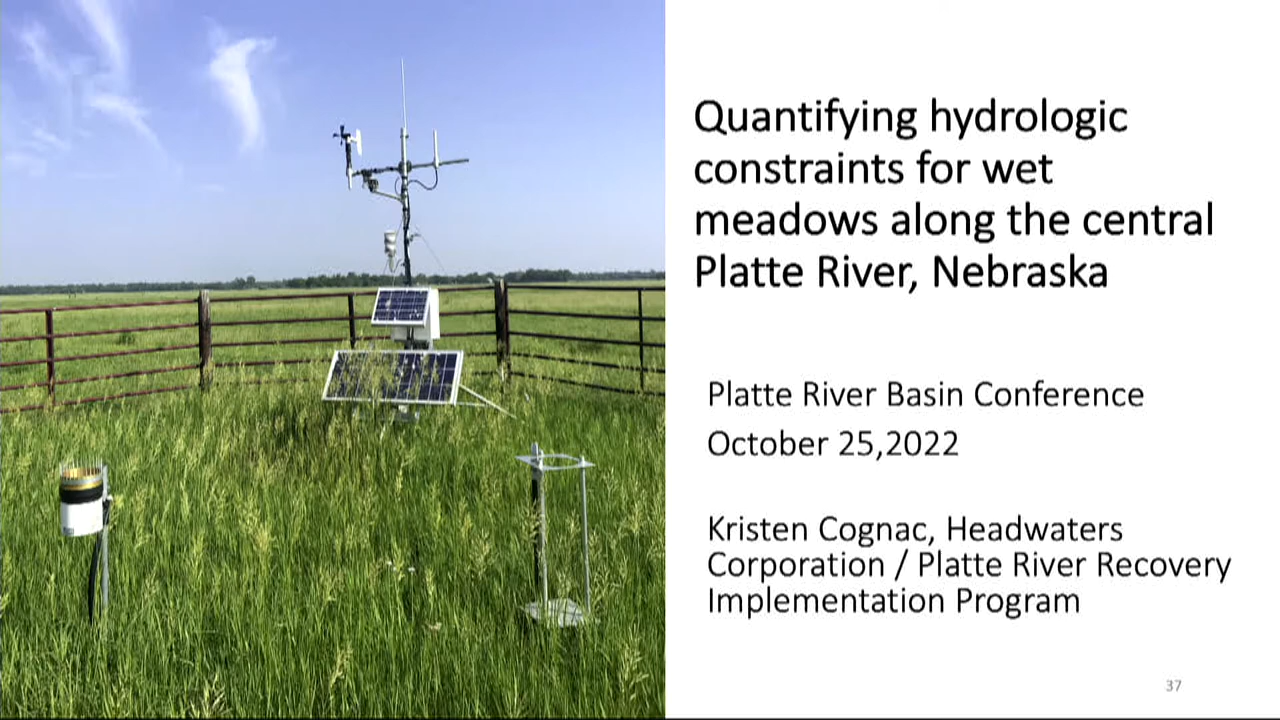 Quantifying hydrologic
constraints for wet
meadows along the central
Platte River, Nebraska
Platte River Basin Conference
October 25,2022
Kristen Cognac, Headwaters
Corporation / Platte River Recovery
Implementation Program
37